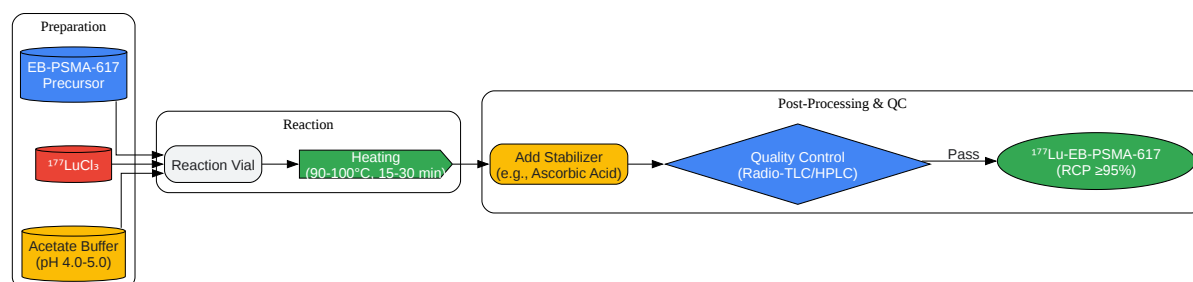 Preparation
EB-PSMA-617
Precursor
¹⁷⁷LuCl₃
Acetate Buffer
(pH 4.0-5.0)
Reaction
Reaction Vial
Heating
(90-100°C, 15-30 min)
Post-Processing & QC
Add Stabilizer
(e.g., Ascorbic Acid)
Quality Control
(Radio-TLC/HPLC)
Pass
¹⁷⁷Lu-EB-PSMA-617
(RCP ≥95%)